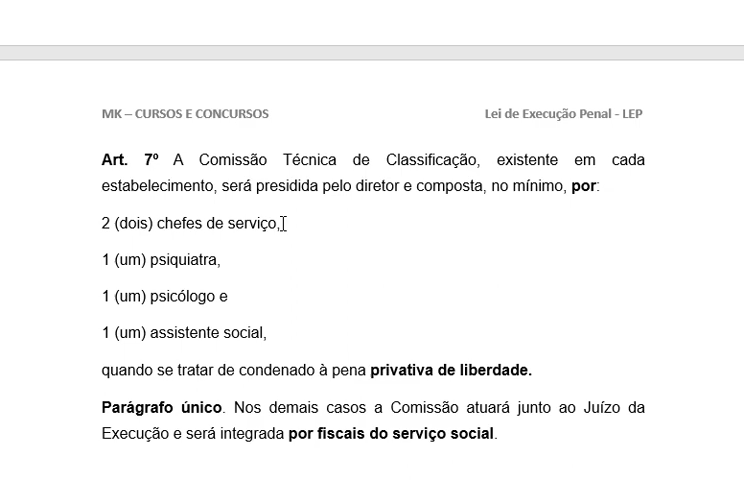 MK – CURSOS E CONCURSOS
Lei de Execução Penal - LEP
Art. 7º A Comissão Técnica de Classificação, existente em cada
estabelecimento, será presidida pelo diretor e composta, no mínimo, por:
2 (dois) chefes de serviço,
1 (um) psiquiatra,
1 (um) psicólogo e
1 (um) assistente social,
quando se tratar de condenado à pena privativa de liberdade.
Parágrafo único. Nos demais casos a Comissão atuará junto ao Juízo da
Execução e será integrada por fiscais do serviço social.